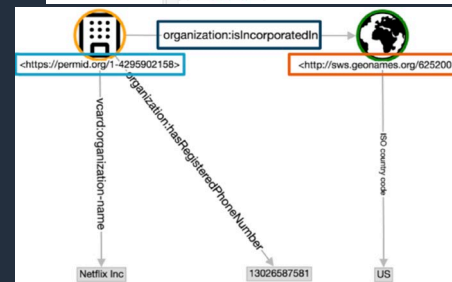 organization:isIncorporatedIn
<https://permid.org/1-4295902158>
<http://sws.geonames.org/625200
vcard:organization-name
organization:hasRegisteredPhoneNumber
ISO country code
Netflix Inc
13026587581
US